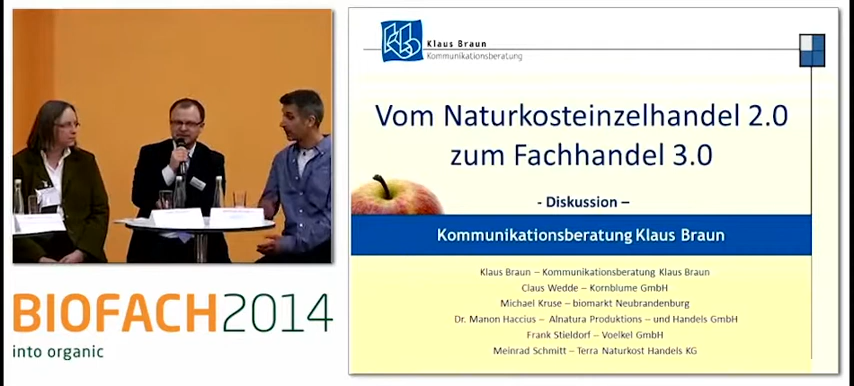 BIOFACH2014
into organic
Klaus Braun
Kommunikationsberatung
Vom Naturkosteinzelhandel 2.0
zum Fachhandel 3.0
- Diskussion –
Kommunikationsberatung Klaus Braun
Klaus Braun – Kommunikationsberatung Klaus Braun
Claus Wedde – Kornblume GmbH
Michael Kruse – biomarkt Neubrandenburg
Dr. Manon Haccius – Alnatura Produktions – und Handels GmbH
Frank Stieldorf – Voelkel GmbH
Meinrad Schmitt – Terra Naturkost Handels KG